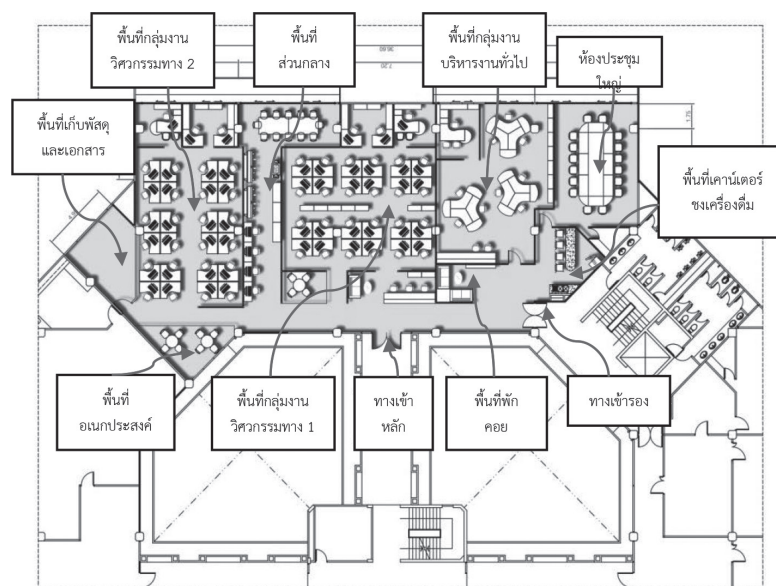 พื้นที่กลุ่มงาน
วิศวกรรมทาง 2
พื้นที่
ส่วนกลาง
36.60
7.20
พื้นที่กลุ่มงาน
บริหารงานทั่วไป
ห้องประชุม
ใหญ่
พื้นที่เก็บพัสดุ
และเอกสาร
พื้นที่เคาน์เตอร์
ชงเครื่องดื่ม
พื้นที่
อเนกประสงค์
พื้นที่กลุ่มงาน
วิศวกรรมทาง 1
ทางเข้า
หลัก
พื้นที่พัก
คอย
ทางเข้ารอง